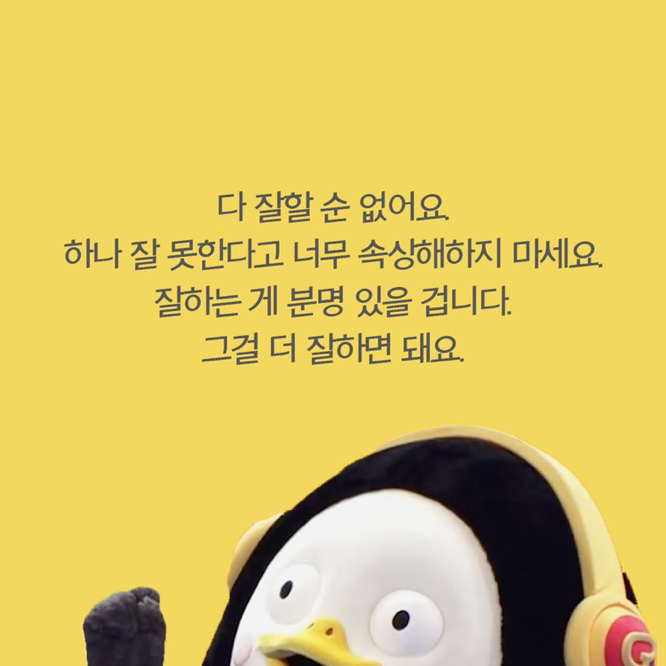 다 잘할 순 없어요.
하나 잘 못한다고 너무 속상해하지 마세요.
잘하는 게 분명 있을 겁니다.
그걸 더 잘하면 돼요.
G